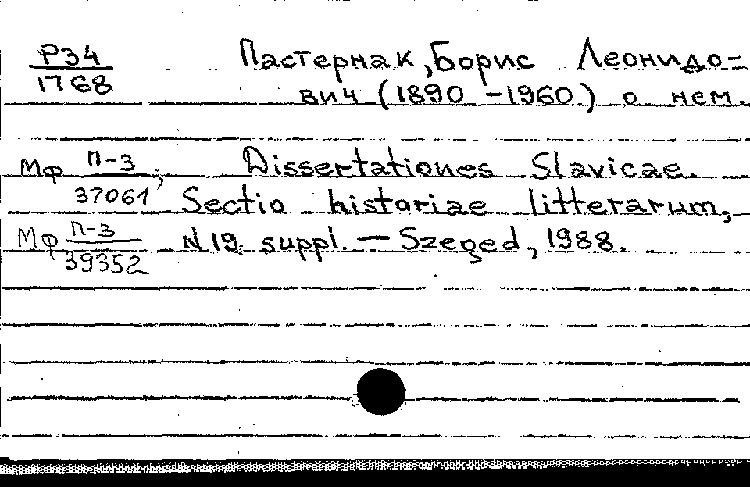 Р34 Пастернак, Борис Леонидо=
1768 вич (1890 - 1960) о нем.
Мф П-3 ; Dissertationes Slavicae.
37061 Sectio historiae litterarum,
Мф П-3 N 19. suppl. — Szeged, 1988.
39352